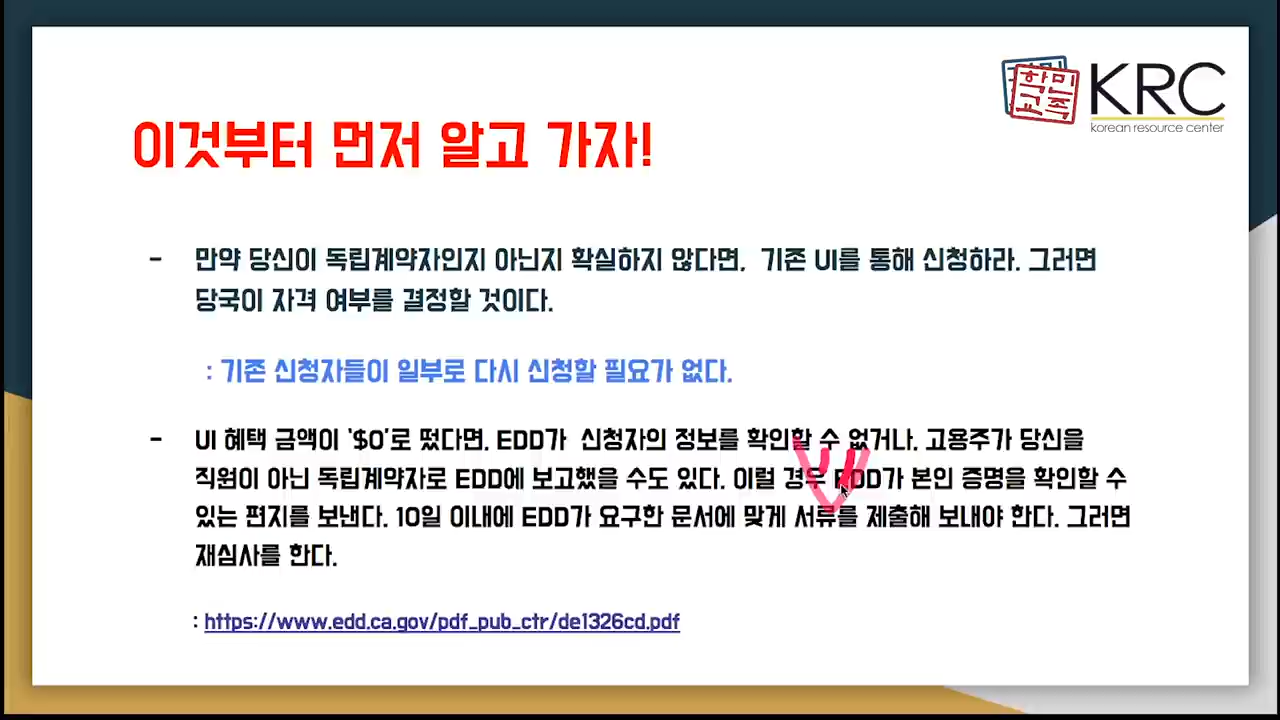 한미
교육
KRC
korean resource center
이것부터 먼저 알고 가자!
- 만약 당신이 독립계약자인지 아닌지 확실하지 않다면, 기존 UI를 통해 신청하라. 그러면
당국이 자격 여부를 결정할 것이다.
: 기존 신청자들이 일부로 다시 신청할 필요가 없다.
- UI 혜택 금액이 '$0'로 떴다면, EDD가 신청자의 정보를 확인할 수 없거나, 고용주가 당신을
직원이 아닌 독립계약자로 EDD에 보고했을 수도 있다. 이럴 경우 EDD가 본인 증명을 확인할 수
있는 편지를 보낸다. 10일 이내에 EDD가 요구한 문서에 맞게 서류를 제출해 보내야 한다. 그러면
재심사를 한다.
: https://www.edd.ca.gov/pdf_pub_ctr/de1326cd.pdf